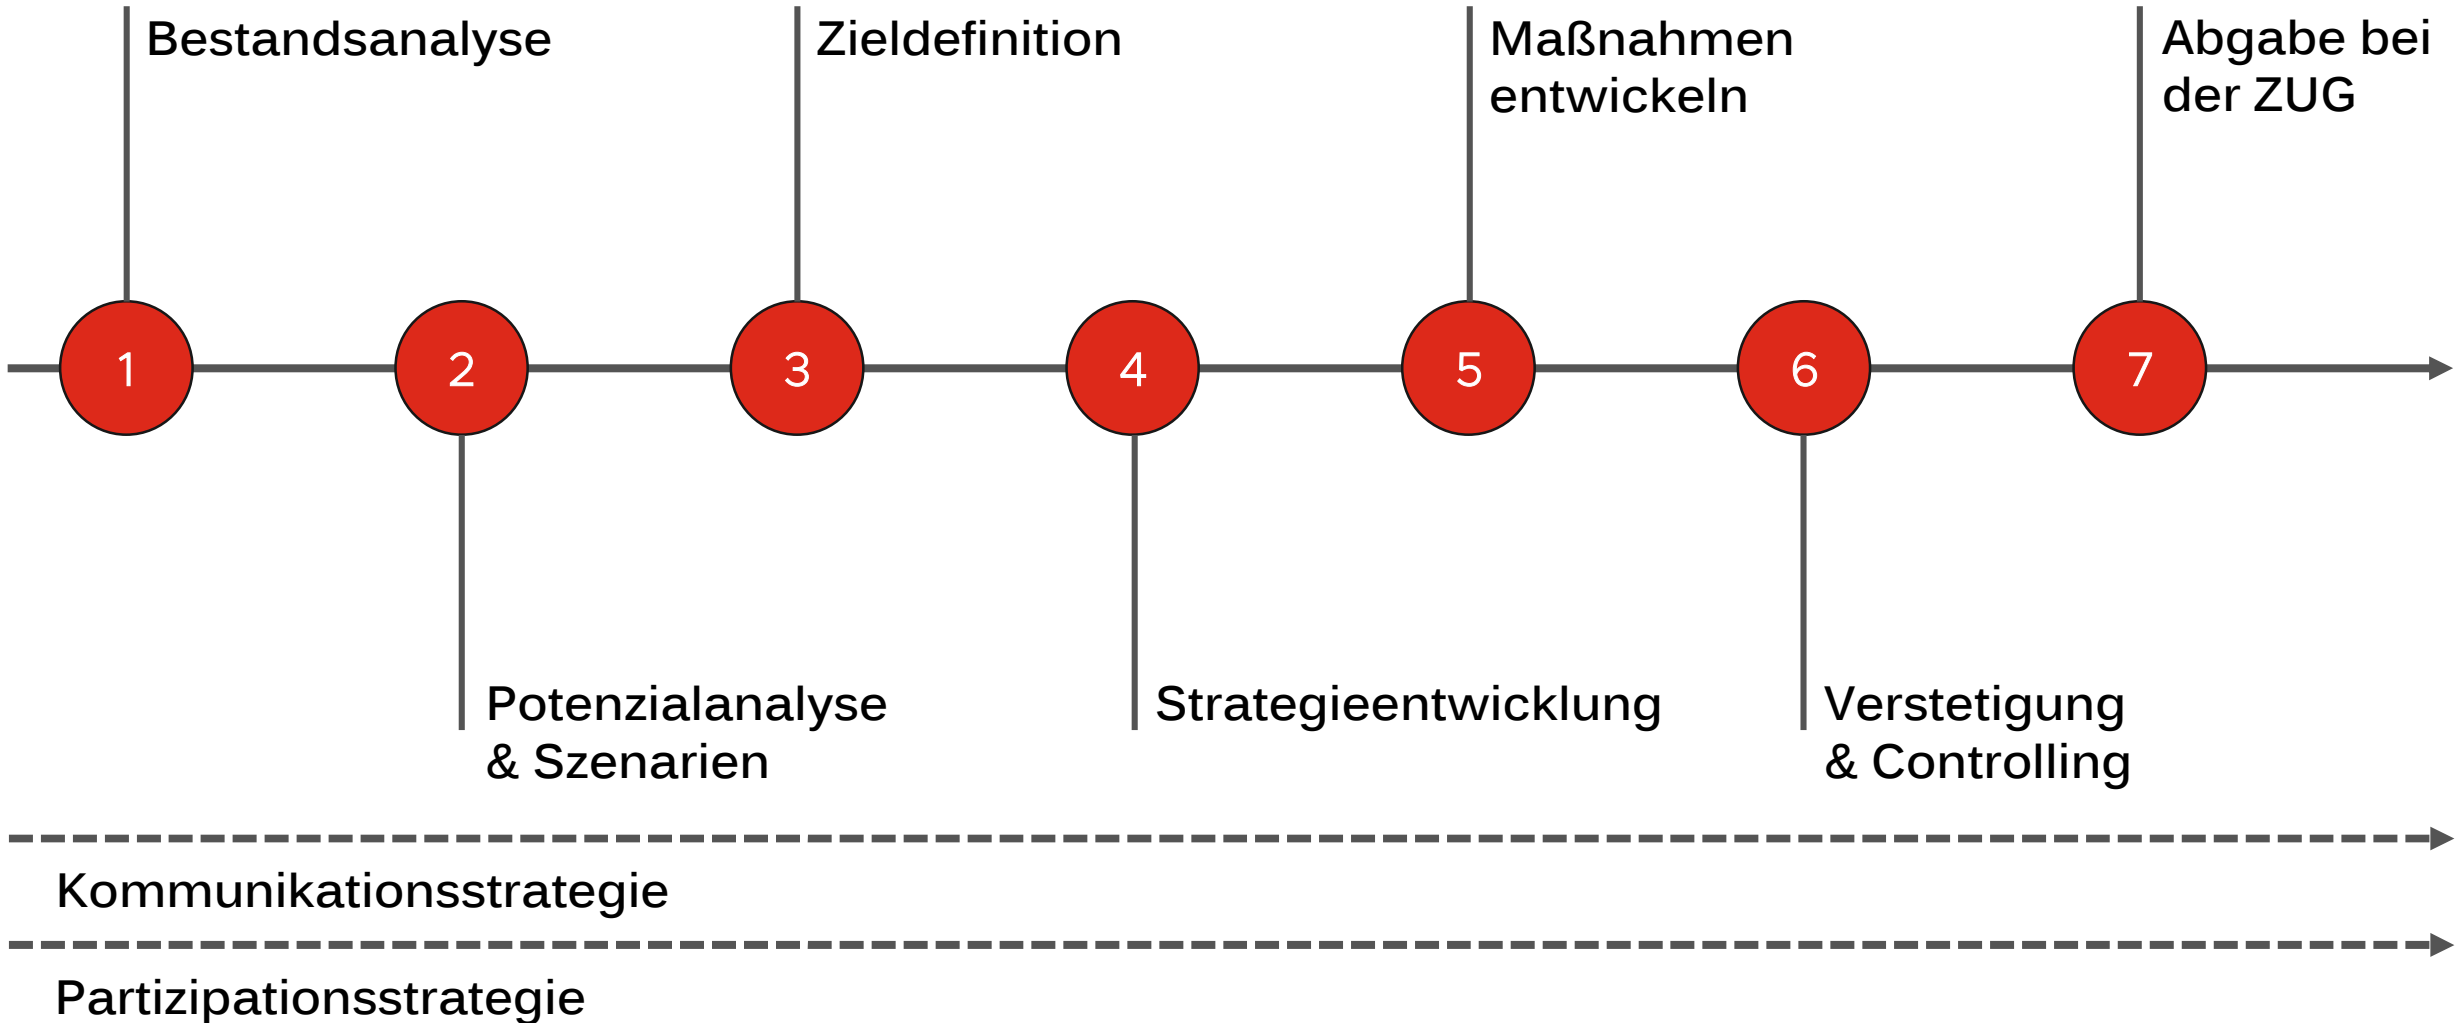 Bestandsanalyse
Zieldefinition
Maßnahmen
entwickeln
Abgabe bei
der ZUG
1
2
3
4
5
6
7
Potenzialanalyse
& Szenarien
Strategieentwicklung
Verstetigung
& Controlling
Kommunikationsstrategie
Partizipationsstrategie